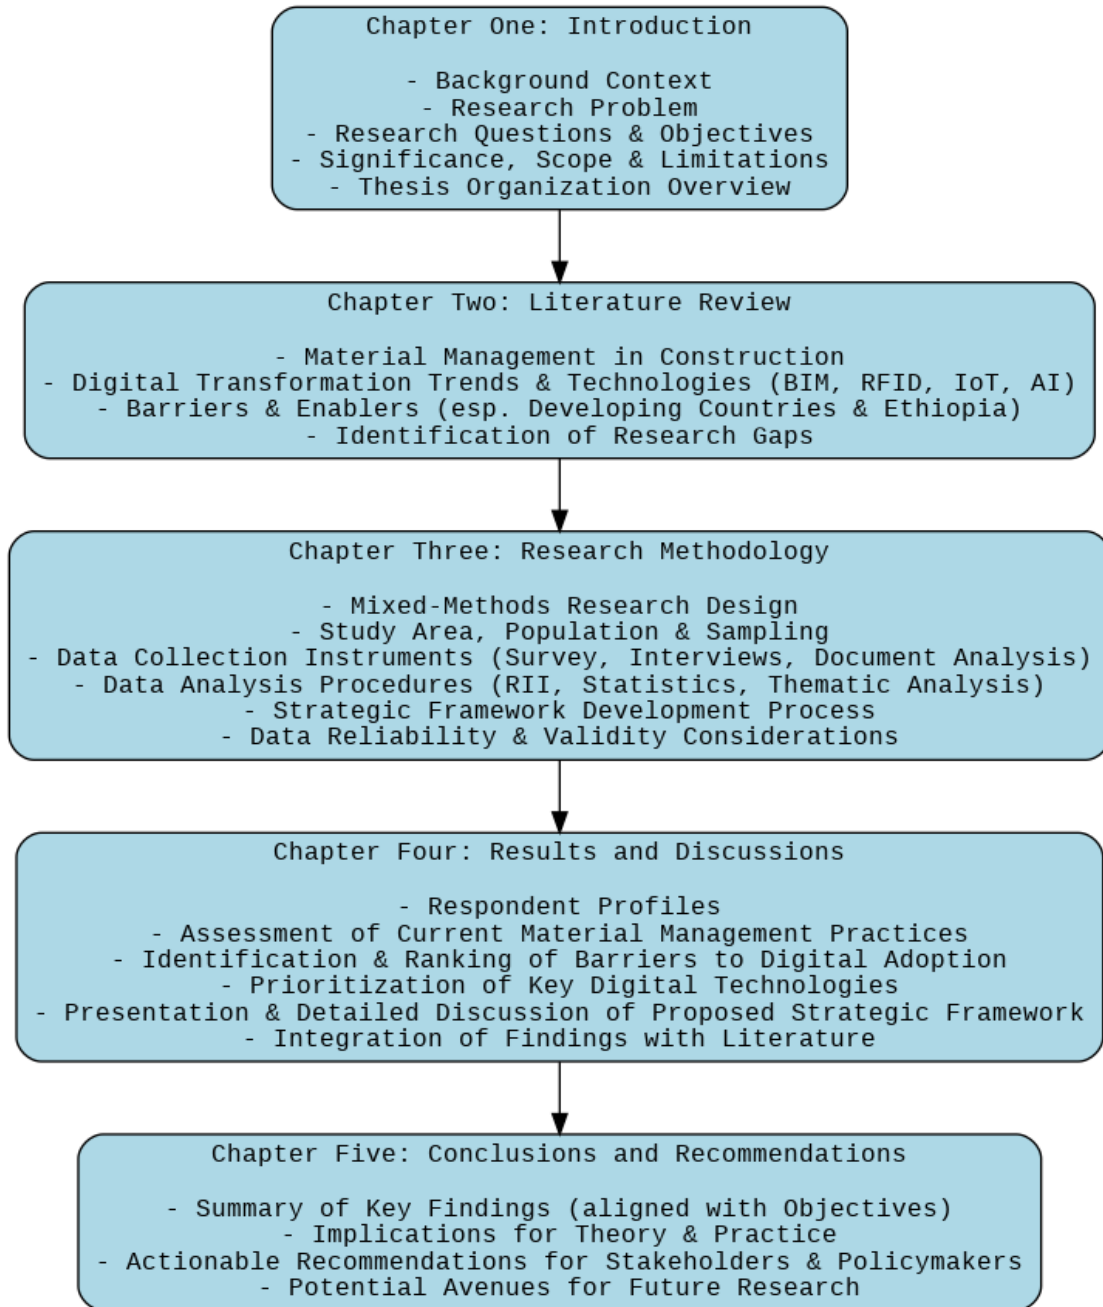 Chapter One: Introduction
- Background Context
- Research Problem
- Research Questions & Objectives
- Significance, Scope & Limitations
- Thesis Organization Overview
Chapter Two: Literature Review
- Material Management in Construction
- Digital Transformation Trends & Technologies (BIM, RFID, IoT, AI)
- Barriers & Enablers (esp. Developing Countries & Ethiopia)
- Identification of Research Gaps
Chapter Three: Research Methodology
- Mixed-Methods Research Design
- Study Area, Population & Sampling
- Data Collection Instruments (Survey, Interviews, Document Analysis)
- Data Analysis Procedures (RII, Statistics, Thematic Analysis)
- Strategic Framework Development Process
- Data Reliability & Validity Considerations
Chapter Four: Results and Discussions
- Respondent Profiles
- Assessment of Current Material Management Practices
- Identification & Ranking of Barriers to Digital Adoption
- Prioritization of Key Digital Technologies
- Presentation & Detailed Discussion of Proposed Strategic Framework
- Integration of Findings with Literature
Chapter Five: Conclusions and Recommendations
- Summary of Key Findings (aligned with Objectives)
- Implications for Theory & Practice
- Actionable Recommendations for Stakeholders & Policymakers
- Potential Avenues for Future Research